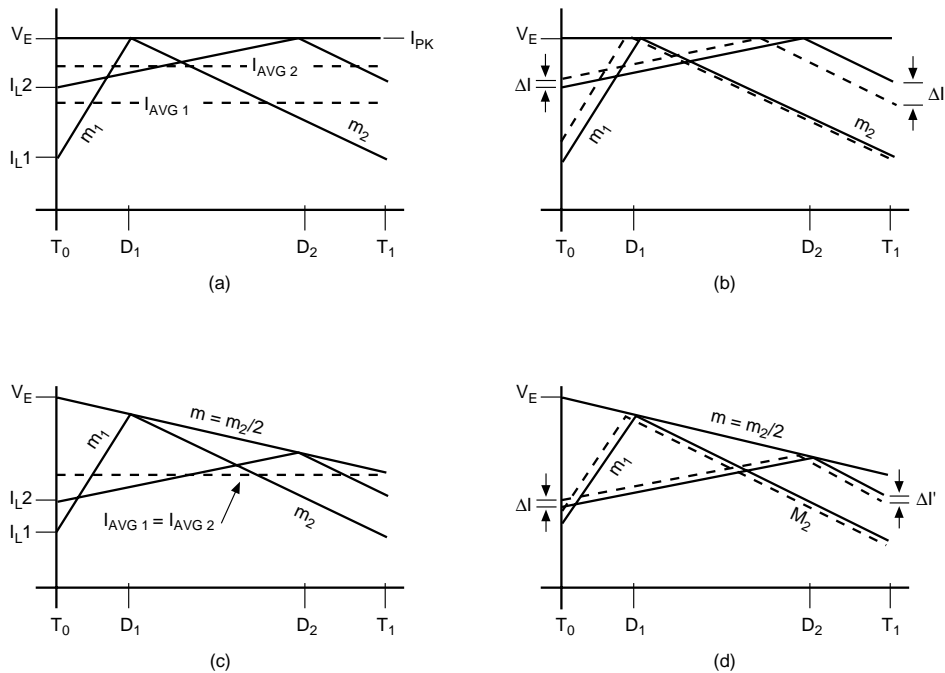 V_E
I_PK
I_AVG 2
I_L2
I_AVG 1
m_1
m_2
I_L1
T_0 D_1 D_2 T_1
(a)
V_E
ΔI
ΔI
m_1
m_2
T_0 D_1 D_2 T_1
(b)
V_E
m = m_2/2
m_1
I_L2
I_AVG 1 = I_AVG 2
m_2
I_L1
T_0 D_1 D_2 T_1
(c)
V_E
m = m_2/2
m_1
ΔI
ΔI'
M_2
T_0 D_1 D_2 T_1
(d)